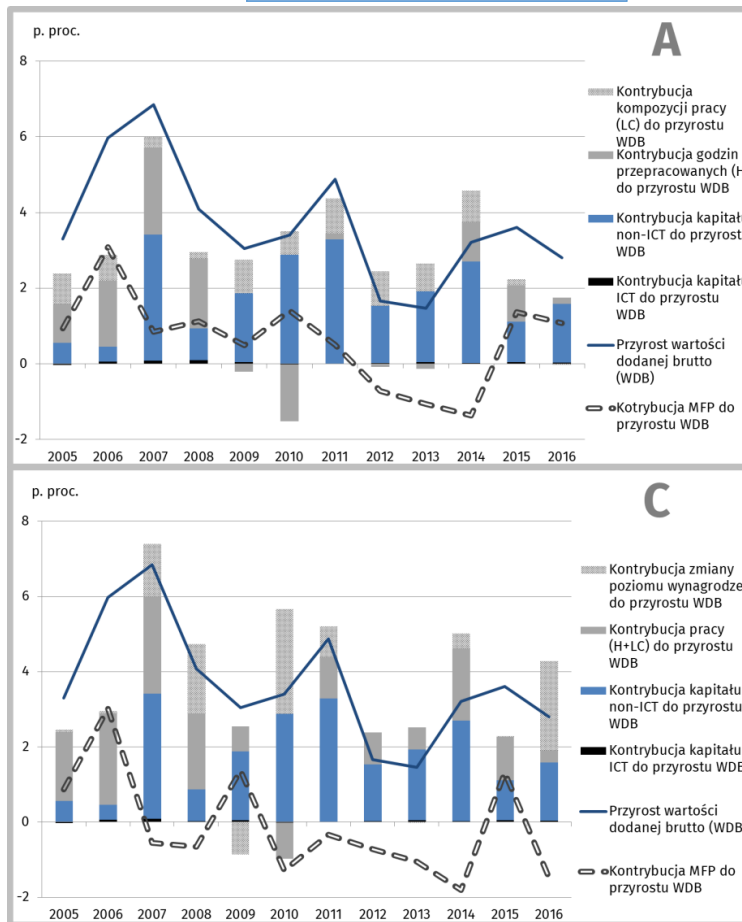 p. proc.
A
8
6
4
2
0
-2
2005 2006 2007 2008 2009 2010 2011 2012 2013 2014 2015 2016
Kontrybucja
kompozycji pracy
(LC) do przyrostu
WDB
Kontrybucja godzin
przepracowanych (H
do przyrostu WDB
Kontrybucja kapitału
non-ICT do przyrost
WDB
Kontrybucja kapitału
ICT do przyrostu
WDB
Przyrost wartości
dodanej brutto
(WDB)
Kotrybucja MFP do
przyrostu WDB
p. proc.
C
8
6
4
2
0
-2
2005 2006 2007 2008 2009 2010 2011 2012 2013 2014 2015 2016
Kontrybucja zmiany
poziomu wynagrodze
do przyrostu WDB
Kontrybucja pracy
(H+LC) do przyrostu
WDB
Kontrybucja kapitału
non-ICT do przyrostu
WDB
Kontrybucja kapitału
ICT do przyrostu WDB
Przyrost wartości
dodanej brutto (WDB)
Kontrybucja MFP do
przyrostu WDB